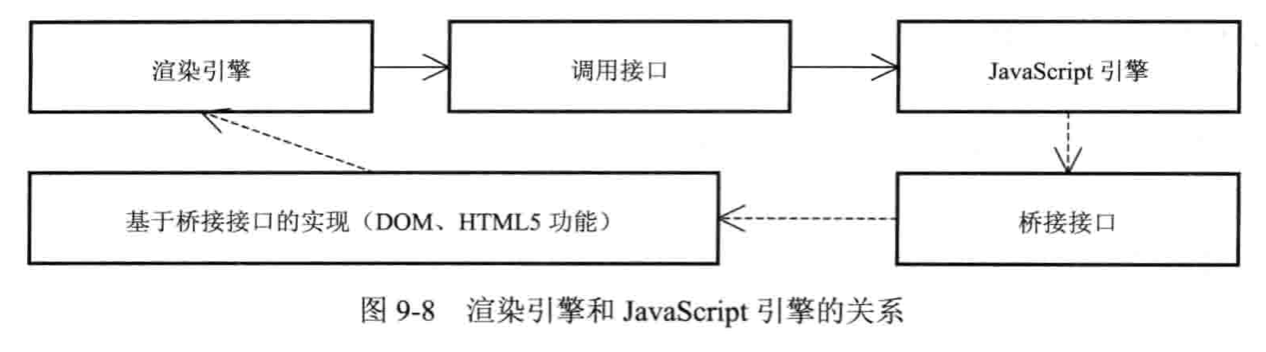 渲染引擎
调用接口
JavaScript 引擎
基于桥接接口的实现（DOM、HTML5 功能）
桥接接口
图 9-8 渲染引擎和 JavaScript 引擎的关系